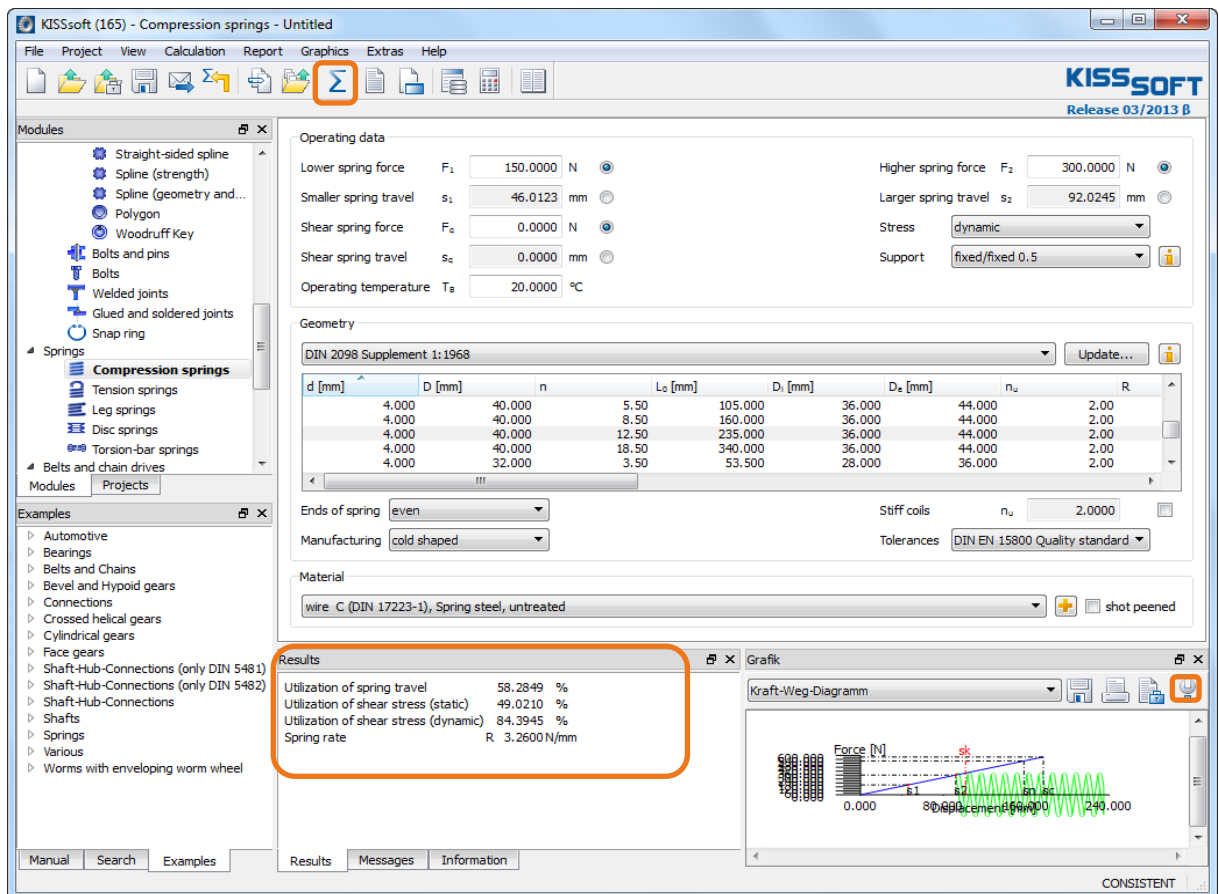 KISSsoft (165) - Compression springs - Untitled
File Project View Calculation Report Graphics Extras Help
KISSSOFT
Release 03/2013 β
Modules
Straight-sided spline
Spline (strength)
Spline (geometry and...
Polygon
Woodruff Key
Bolts and pins
Bolts
Welded joints
Glued and soldered joints
Snap ring
Springs
Compression springs
Tension springs
Leg springs
Disc springs
Torsion-bar springs
Belts and chain drives
Modules Projects
Examples
Automotive
Bearings
Belts and Chains
Bevel and Hypoid gears
Connections
Crossed helical gears
Cylindrical gears
Face gears
Shaft-Hub-Connections (only DIN 5481)
Shaft-Hub-Connections (only DIN 5482)
Shaft-Hub-Connections
Shafts
Springs
Various
Worms with enveloping worm wheel
Manual Search Examples
Operating data
Lower spring force F₁ 150.0000 N Higher spring force F₂ 300.0000 N
Smaller spring travel s₁ 46.0123 mm Larger spring travel s₂ 92.0245 mm
Shear spring force Fq 0.0000 N Stress dynamic
Shear spring travel sq 0.0000 mm Support fixed/fixed 0.5
Operating temperature TB 20.0000 °C
Geometry
DIN 2098 Supplement 1:1968 Update...
d [mm] D [mm] n L₀ [mm] Dᵢ [mm] Dₑ [mm] nᵤ R
4.000 40.000 5.50 105.000 36.000 44.000 2.00
4.000 40.000 8.50 160.000 36.000 44.000 2.00
4.000 40.000 12.50 235.000 36.000 44.000 2.00
4.000 40.000 18.50 340.000 36.000 44.000 2.00
4.000 32.000 3.50 53.500 28.000 36.000 2.00
Ends of spring even Stiff coils nᵤ 2.0000
Manufacturing cold shaped Tolerances DIN EN 15800 Quality standard
Material
wire C (DIN 17223-1), Spring steel, untreated shot peened
Results
Utilization of spring travel 58.2849 %
Utilization of shear stress (static) 49.0210 %
Utilization of shear stress (dynamic) 84.3945 %
Spring rate R 3.2600 N/mm
Results Messages Information
Grafik
Kraft-Weg-Diagramm
Force [N]
sk
600.000
s1 s2 sn sc
0.000 240.000
Displacement [mm]
CONSISTENT